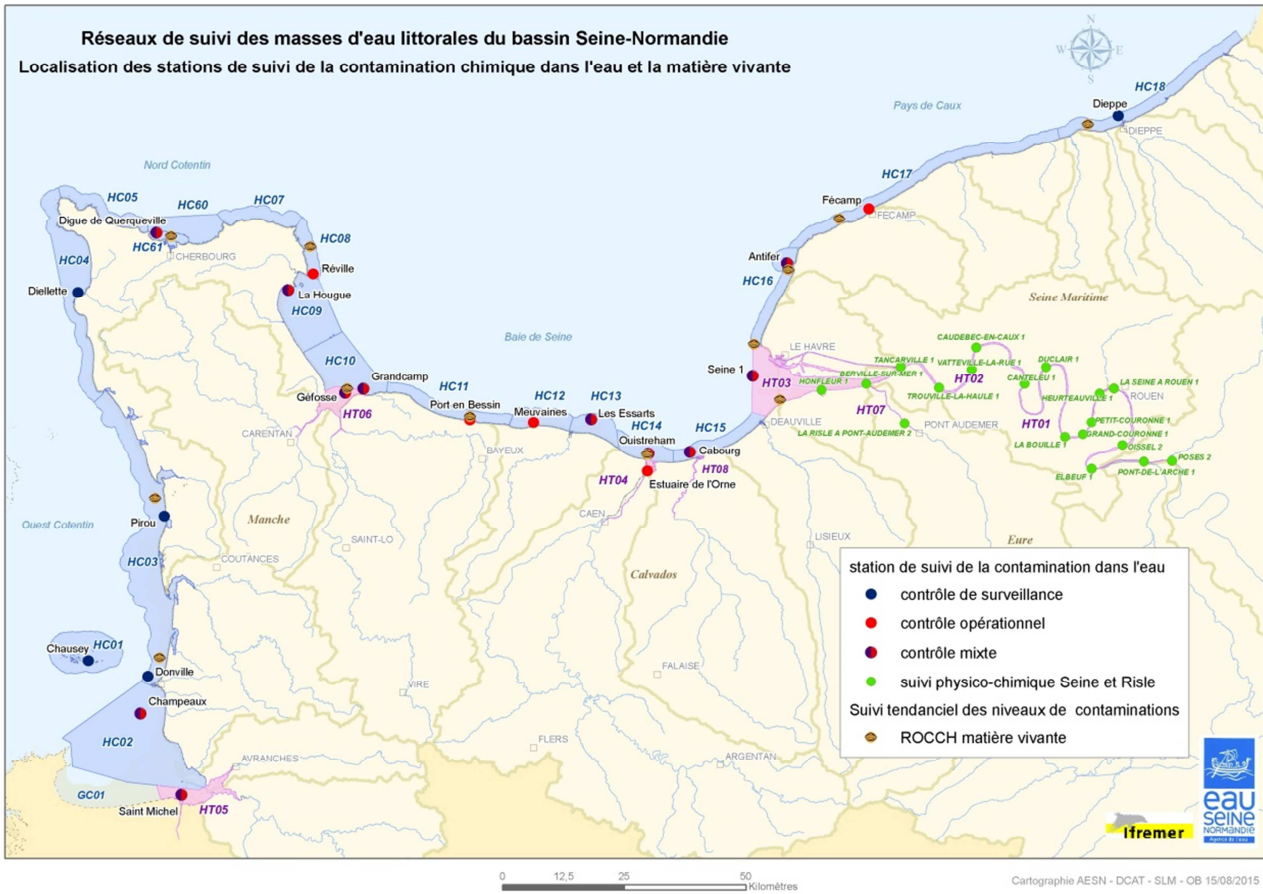 Réseaux de suivi des masses d'eau littorales du bassin Seine-Normandie
Localisation des stations de suivi de la contamination chimique dans l'eau et la matière vivante
N
W
E
S
HC18
Pays de Caux
Dieppe
DIEPPE
Nord Cotentin
HC05
HC60
HC07
HC17
Fécamp
FÉCAMP
Digue de Querqueville
HC61
CHERBOURG
HC08
HC04
Réville
Antifer
HC16
Diellette
La Hougue
HC09
Seine Maritime
Baie de Seine
CAUDEBEC-EN-CAUX 1
LE HAVRE
TANCARVILLE 1
VATTEVILLE-LA-RUE 1
DUCLAIR 1
HC10
Grandcamp
Seine 1
HT03
BERVILLE-SUR-MER 1
HONFLEUR 1
HT02
CANTELEU 1
LA SEINE A ROUEN 1
HC11
Géfosse
HT06
Port en Bessin
HC12
HC13
Meuvaines
Les Essarts
TROUVILLE-LA-HAULE 1
HEURTEAUVILLE 1
ROUEN
HT07
HT01
PETIT-COURONNE 1
CARENTAN
HC14
HC15
DEAUVILLE
LA RISLE A PONT-AUDEMER 2
PONT AUDEMER
LA BOUILLE 1
GRAND-COURONNE 1
OISSEL 2
BAYEUX
Ouistreham
Cabourg
HT04
HT08
Estuaire de l'Orne
POSES 2
ELBEUF 1
PONT-DE-L'ARCHE 1
CAEN
Ouest Cotentin
Pirou
Manche
SAINT-LO
LISIEUX
Eure
COUTANCES
HC03
Calvados
station de suivi de la contamination dans l'eau
contrôle de surveillance
contrôle opérationnel
contrôle mixte
suivi physico-chimique Seine et Risle
Suivi tendanciel des niveaux de contaminations
ROCCH matière vivante
HC01
Chausey
Donville
FALAISE
VIRE
Champeaux
HC02
FLERS
ARGENTAN
AVRANCHES
GC01
Saint Michel
HT05
Ifremer
eau
SEINE
NORMANDIE
Agence de l'eau
0
12,5
25
50
Kilomètres
Cartographie AESN - DCAT - SLM - OB 15/08/2015